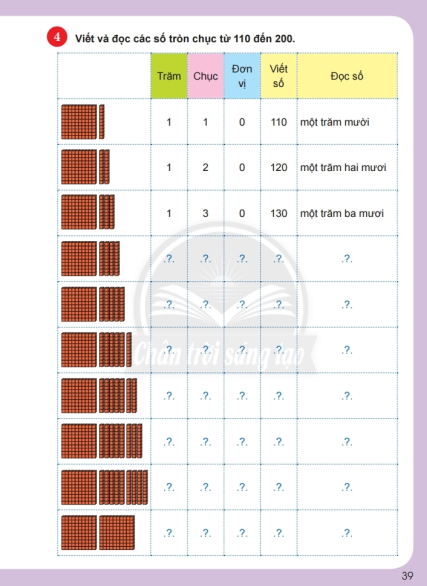 4 Viết và đọc các số tròn chục từ 110 đến 200.
Trăm Chục Đơn vị Viết số Đọc số
1 1 0 110 một trăm mười
1 2 0 120 một trăm hai mươi
1 3 0 130 một trăm ba mươi
.?. .?. .?. .?. .?.
.?. .?. .?. .?. .?.
.?. .?. .?. .?. .?.
.?. .?. .?. .?. .?.
.?. .?. .?. .?. .?.
.?. .?. .?. .?. .?.
.?. .?. .?. .?. .?.
Chân trời sáng tạo
39